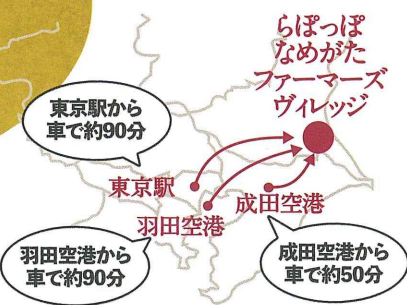 らぽっぽ
なめがた
ファーマーズ
ヴィレッジ
東京駅から
車で約90分
東京駅
羽田空港
成田空港
羽田空港から
車で約90分
成田空港から
車で約50分